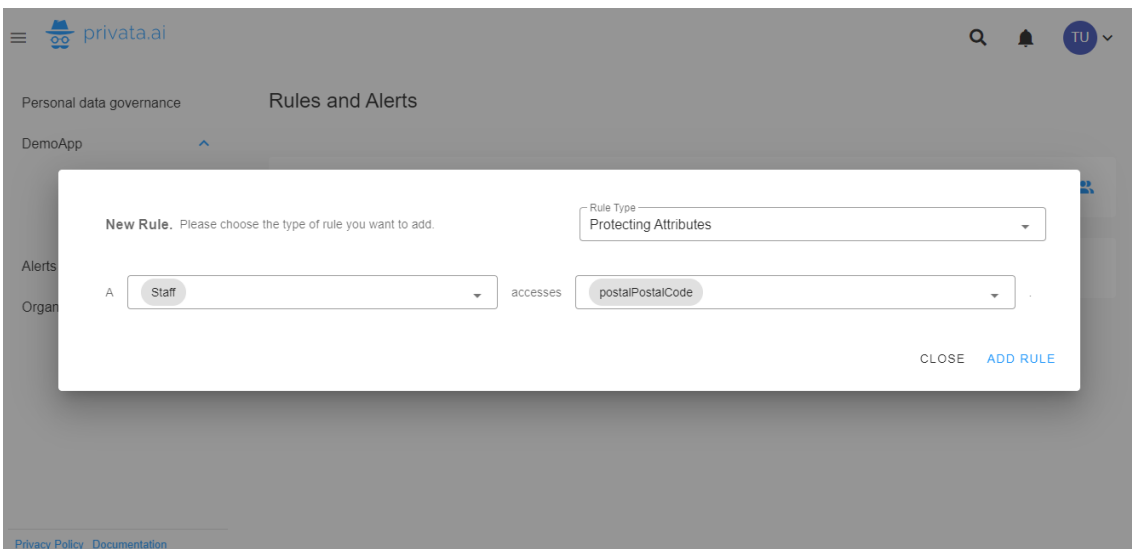 privata.ai
TU
Personal data governance
Rules and Alerts
DemoApp
New Rule. Please choose the type of rule you want to add.
Rule Type
Protecting Attributes
Alerts
A Staff accesses postalPostalCode .
Organ
CLOSE ADD RULE
Privacy Policy Documentation